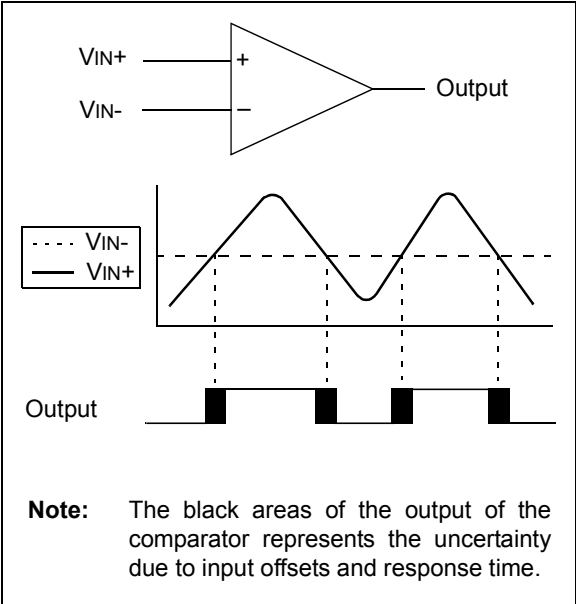 VIN+
+
Output
VIN-
–
VIN-
VIN+
Output
Note: The black areas of the output of the
comparator represents the uncertainty
due to input offsets and response time.